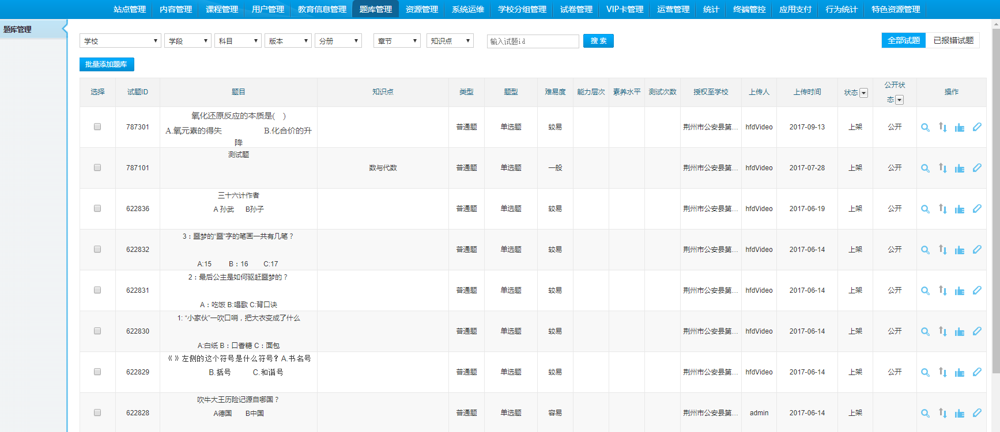 站点管理 内容管理 课程管理 用户管理 教育信息管理 题库管理 资源管理 系统运维 学校分组管理 试卷管理 VIP卡管理 运营管理 统计 终端管控 应用支付 行为统计 特色资源管理
题库管理
学校 学段 科目 版本 分册 章节 知识点 输入试题id 搜 索 全部试题 已报错试题
批量添加题库
选择 试题ID 题目 知识点 类型 题型 难易度 能力层次 素养水平 测试次数 授权至学校 上传人 上传时间 状态 公开状态 操作
氧化还原反应的本质是( )
A.氧元素的得失 B.化合价的升
降
787301 普通题 单选题 较易 荆州市公安县第... hfdVideo 2017-09-13 上架 公开
测试题
787101 数与代数 普通题 单选题 一般 荆州市公安县第... hfdVideo 2017-07-28 上架 公开
三十六计作者
A 孙武 B孙子
622836 普通题 单选题 较易 荆州市公安县第... hfdVideo 2017-06-19 上架 公开
3：噩梦的“噩”字的笔画一共有几笔？
622832 普通题 单选题 较易 荆州市公安县第... hfdVideo 2017-06-14 上架 公开
A:15 B：16 C:17
2：最后公主是如何驱赶噩梦的？
622831 普通题 单选题 较易 荆州市公安县第... hfdVideo 2017-06-14 上架 公开
A：吃饭 B:唱歌 C:背口诀
1: “小家伙”一吹口哨，把大衣变成了什么
622830 普通题 单选题 较易 荆州市公安县第... hfdVideo 2017-06-14 上架 公开
A:白纸 B：口香糖 C：面包
《 》左侧的这个符号是什么符号？A.书名号
B.括号 C.和谐号
622829 普通题 单选题 较易 荆州市公安县第... hfdVideo 2017-06-14 上架 公开
吹牛大王历险记源自哪国？
A德国 B中国
622828 普通题 单选题 容易 荆州市公安县第... admin 2017-06-14 上架